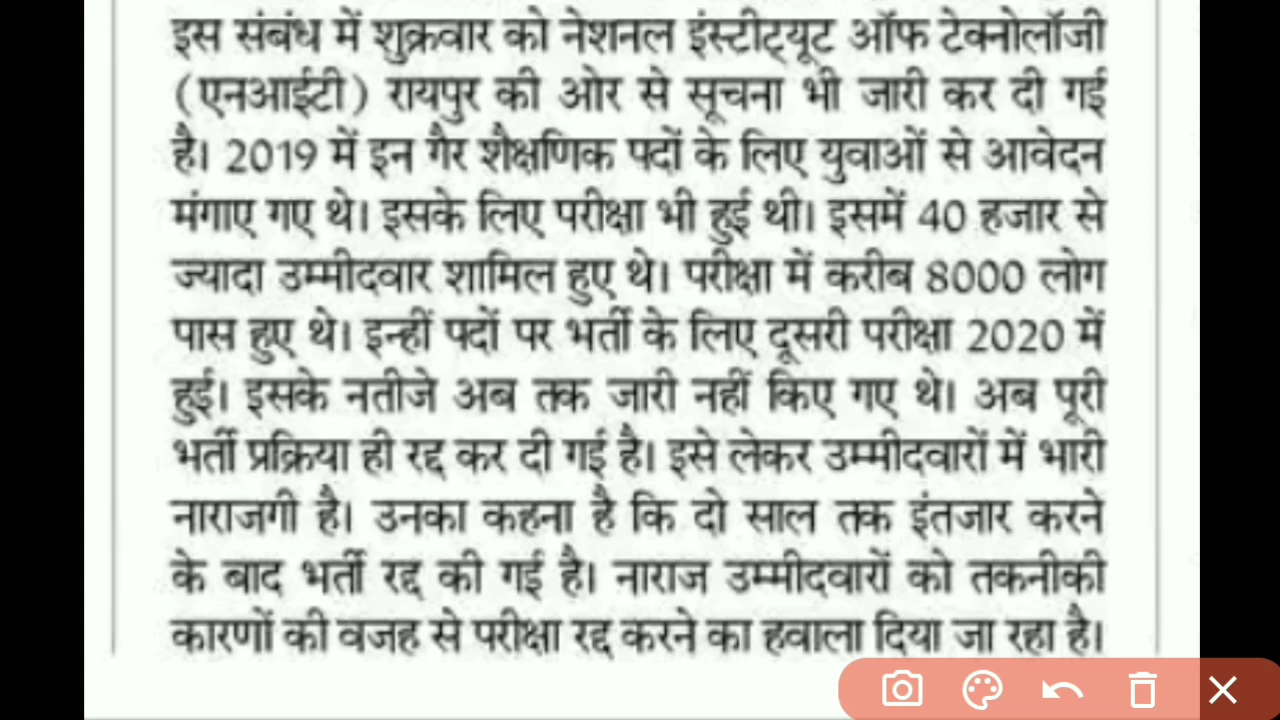 इस संबंध में शुक्रवार को नेशनल इंस्टीट्यूट ऑफ टेक्नोलॉजी
(एनआईटी) रायपुर की ओर से सूचना भी जारी कर दी गई
है। 2019 में इन गैर शैक्षणिक पदों के लिए युवाओं से आवेदन
मंगाए गए थे। इसके लिए परीक्षा भी हुई थी। इसमें 40 हजार से
ज्यादा उम्मीदवार शामिल हुए थे। परीक्षा में करीब 8000 लोग
पास हुए थे। इन्हीं पदों पर भर्ती के लिए दूसरी परीक्षा 2020 में
हुई। इसके नतीजे अब तक जारी नहीं किए गए थे। अब पूरी
भर्ती प्रक्रिया ही रद्द कर दी गई है। इसे लेकर उम्मीदवारों में भारी
नाराजगी है। उनका कहना है कि दो साल तक इंतजार करने
के बाद भर्ती रद्द की गई है। नाराज उम्मीदवारों को तकनीकी
कारणों की वजह से परीक्षा रद्द करने का हवाला दिया जा रहा है।